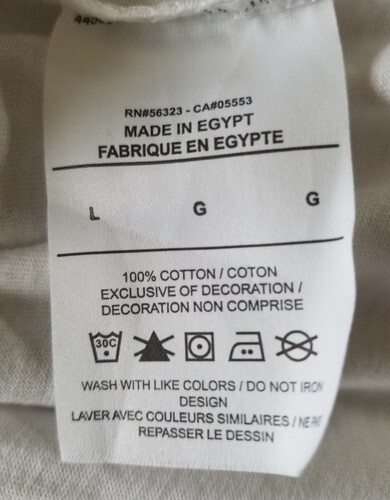 RN#56323 - CA#05553
MADE IN EGYPT
FABRIQUE EN EGYPTE
L G G
100% COTTON / COTON
EXCLUSIVE OF DECORATION /
DECORATION NON COMPRISE
30C
WASH WITH LIKE COLORS / DO NOT IRON
DESIGN
LAVER AVEC COULEURS SIMILAIRES / NE PAS
REPASSER LE DESSIN